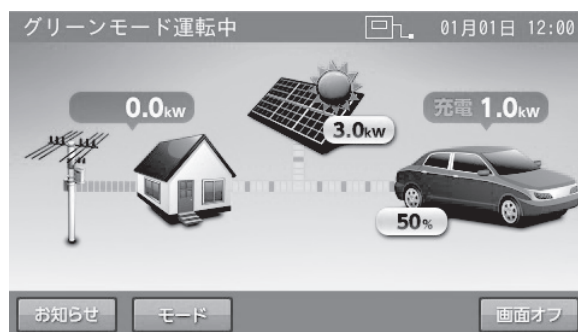 グリーンモード運転中 01月01日 12:00
0.0kw
3.0kw
充電 1.0kw
50%
お知らせ モード 画面オフ